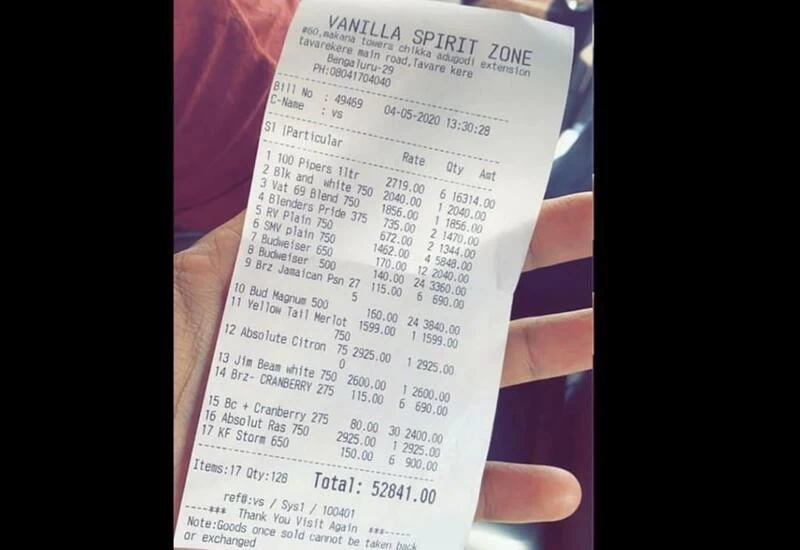 VANILLA SPIRIT ZONE
#60,makana towers chikka adugodi extension
tavarekere main road,Tavare kere
Bengaluru-29
PH:08041704040
Bill No : 49469 04-05-2020 13:30:28
C-Name : vs
Sl |Particular Rate Qty Amt
1 100 Pipers 1ltr 2719.00 6 16314.00
2 Blk and white 750 2040.00 1 2040.00
3 Vat 69 Blend 750 1856.00 1 1856.00
4 Blenders Pride 375 735.00 2 1470.00
5 RV Plain 750 672.00 2 1344.00
6 SMV plain 750 1462.00 4 5848.00
7 Budweiser 650 170.00 12 2040.00
8 Budweiser 500 140.00 24 3360.00
9 Brz Jamaican Psn 27 115.00 6 690.00
5
10 Bud Magnum 500 160.00 24 3840.00
11 Yellow Tail Merlot 1599.00 1 1599.00
750
12 Absolute Citron 75 2925.00 1 2925.00
0
13 Jim Beam white 750 2600.00 1 2600.00
14 Brz- CRANBERRY 275 115.00 6 690.00
15 Bc + Cranberry 275 80.00 30 2400.00
16 Absolut Ras 750 2925.00 1 2925.00
17 KF Storm 650 150.00 6 900.00
Items:17 Qty:128 Total: 52841.00
ref#:vs / Sys1 / 100401
----*** Thank You Visit Again ***-----
Note:Goods once sold cannot be taken back
or exchanged